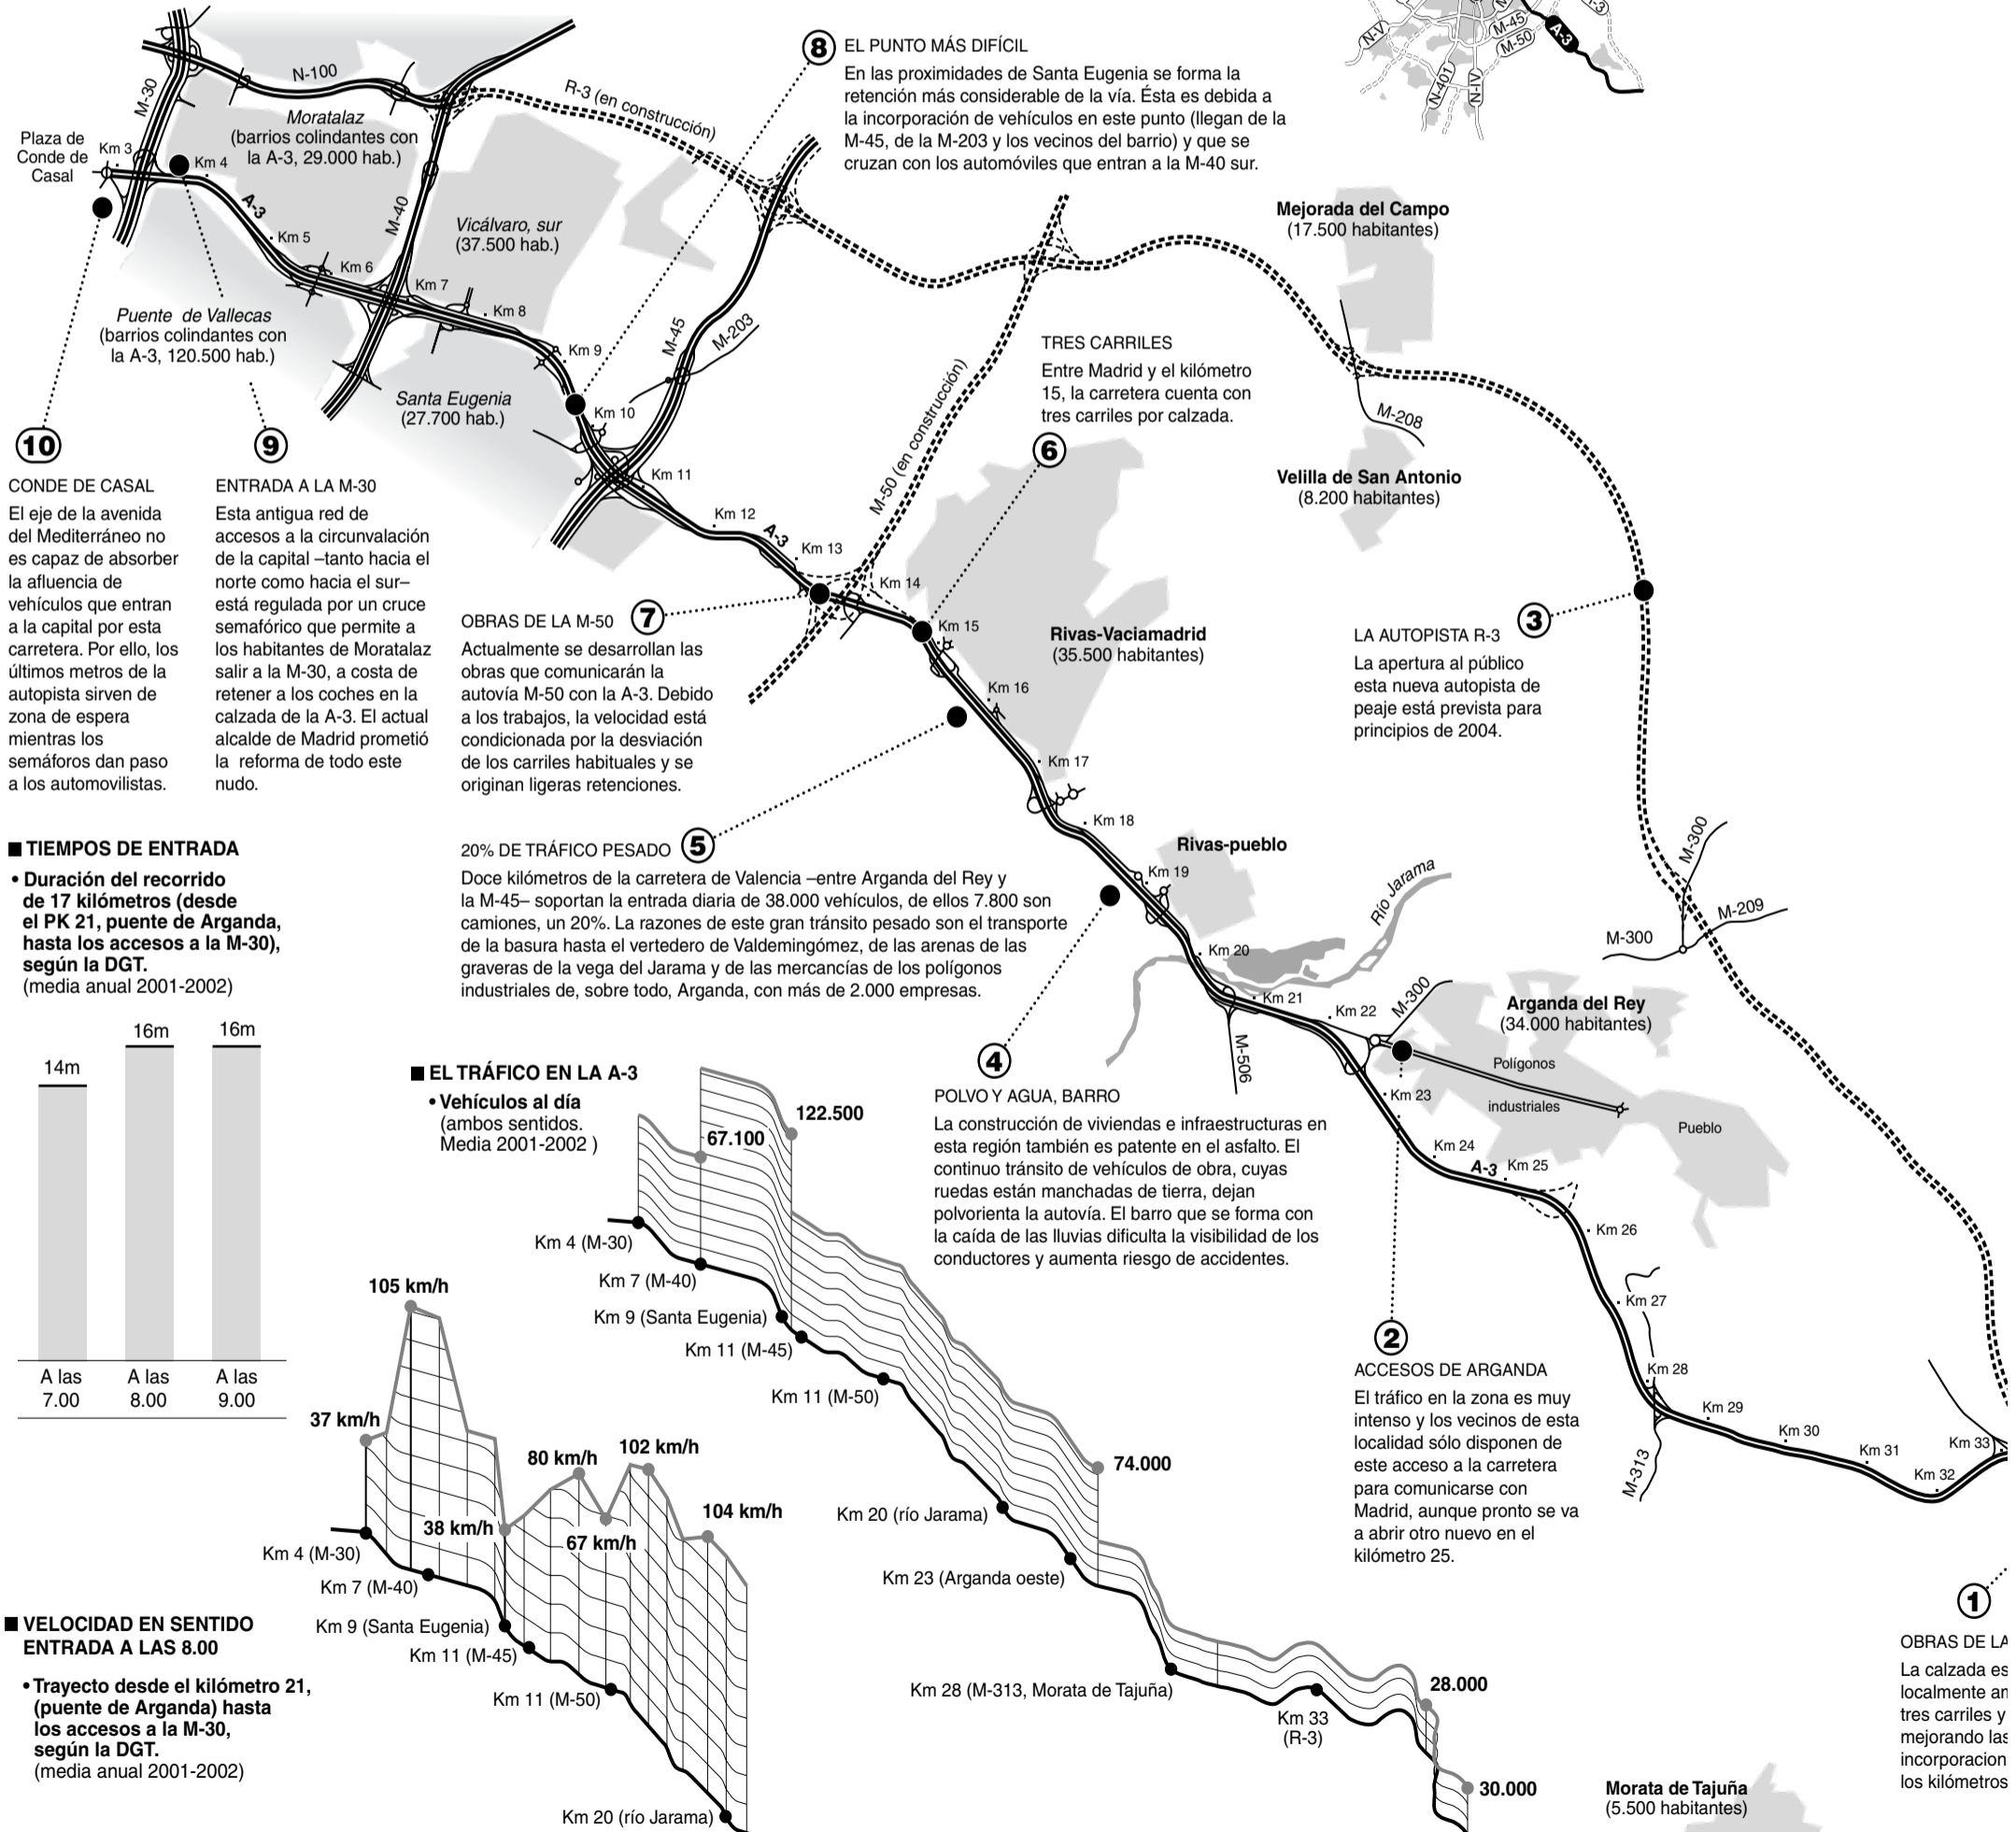 N-V
N-401
N-IV
M-45
M-50
A-3
8
EL PUNTO MÁS DIFÍCIL
En las proximidades de Santa Eugenia se forma la
retención más considerable de la vía. Ésta es debida a
la incorporación de vehículos en este punto (llegan de la
M-45, de la M-203 y los vecinos del barrio) y que se
cruzan con los automóviles que entran a la M-40 sur.
N-100
M-30
R-3 (en construcción)
Moratalaz
(barrios colindantes con
la A-3, 29.000 hab.)
Plaza de
Conde de
Casal
Km 3
Km 4
A-3
M-40
Km 5
Km 6
Km 7
Km 8
Km 9
Vicálvaro, sur
(37.500 hab.)
Puente de Vallecas
(barrios colindantes con
la A-3, 120.500 hab.)
Santa Eugenia
(27.700 hab.)
M-45
M-203
Km 10
Km 11
Km 12
A-3
Km 13
Km 14
Km 15
Km 16
Km 17
Km 18
Km 19
Km 20
Km 21
Km 22
Km 23
Km 24
A-3
Km 25
Km 26
Km 27
Km 28
Km 29
Km 30
Km 31
Km 32
Km 33
M-50 (en construcción)
Mejorada del Campo
(17.500 habitantes)
M-208
Velilla de San Antonio
(8.200 habitantes)
TRES CARRILES
Entre Madrid y el kilómetro
15, la carretera cuenta con
tres carriles por calzada.
6
Rivas-Vaciamadrid
(35.500 habitantes)
3
LA AUTOPISTA R-3
La apertura al público
esta nueva autopista de
peaje está prevista para
principios de 2004.
10
CONDE DE CASAL
El eje de la avenida
del Mediterráneo no
es capaz de absorber
la afluencia de
vehículos que entran
a la capital por esta
carretera. Por ello, los
últimos metros de la
autopista sirven de
zona de espera
mientras los
semáforos dan paso
a los automovilistas.
9
ENTRADA A LA M-30
Esta antigua red de
accesos a la circunvalación
de la capital –tanto hacia el
norte como hacia el sur–
está regulada por un cruce
semafórico que permite a
los habitantes de Moratalaz
salir a la M-30, a costa de
retener a los coches en la
calzada de la A-3. El actual
alcalde de Madrid prometió
la reforma de todo este
nudo.
7
OBRAS DE LA M-50
Actualmente se desarrollan las
obras que comunicarán la
autovía M-50 con la A-3. Debido
a los trabajos, la velocidad está
condicionada por la desviación
de los carriles habituales y se
originan ligeras retenciones.
5
20% DE TRÁFICO PESADO
Doce kilómetros de la carretera de Valencia –entre Arganda del Rey y
la M-45– soportan la entrada diaria de 38.000 vehículos, de ellos 7.800 son
camiones, un 20%. La razones de este gran tránsito pesado son el transporte
de la basura hasta el vertedero de Valdemingómez, de las arenas de las
graveras de la vega del Jarama y de las mercancías de los polígonos
industriales de, sobre todo, Arganda, con más de 2.000 empresas.
Rivas-pueblo
Río Jarama
M-300
M-209
M-300
M-300
M-506
Arganda del Rey
(34.000 habitantes)
Polígonos
industriales
Pueblo
4
POLVO Y AGUA, BARRO
La construcción de viviendas e infraestructuras en
esta región también es patente en el asfalto. El
continuo tránsito de vehículos de obra, cuyas
ruedas están manchadas de tierra, dejan
polvorienta la autovía. El barro que se forma con
la caída de las lluvias dificulta la visibilidad de los
conductores y aumenta riesgo de accidentes.
2
ACCESOS DE ARGANDA
El tráfico en la zona es muy
intenso y los vecinos de esta
localidad sólo disponen de
este acceso a la carretera
para comunicarse con
Madrid, aunque pronto se va
a abrir otro nuevo en el
kilómetro 25.
M-313
1
OBRAS DE LA
La calzada es
localmente an
tres carriles y
mejorando las
incorporacion
los kilómetros
Morata de Tajuña
(5.500 habitantes)
TIEMPOS DE ENTRADA
• Duración del recorrido
de 17 kilómetros (desde
el PK 21, puente de Arganda,
hasta los accesos a la M-30),
según la DGT.
(media anual 2001-2002)
14m
16m
16m
A las
7.00
A las
8.00
A las
9.00
EL TRÁFICO EN LA A-3
• Vehículos al día
(ambos sentidos.
Media 2001-2002 )
67.100
122.500
74.000
28.000
30.000
Km 4 (M-30)
Km 7 (M-40)
Km 9 (Santa Eugenia)
Km 11 (M-45)
Km 11 (M-50)
Km 20 (río Jarama)
Km 23 (Arganda oeste)
Km 28 (M-313, Morata de Tajuña)
Km 33
(R-3)
VELOCIDAD EN SENTIDO
ENTRADA A LAS 8.00
• Trayecto desde el kilómetro 21,
(puente de Arganda) hasta
los accesos a la M-30,
según la DGT.
(media anual 2001-2002)
37 km/h
105 km/h
38 km/h
80 km/h
67 km/h
102 km/h
104 km/h
Km 4 (M-30)
Km 7 (M-40)
Km 9 (Santa Eugenia)
Km 11 (M-45)
Km 11 (M-50)
Km 20 (río Jarama)